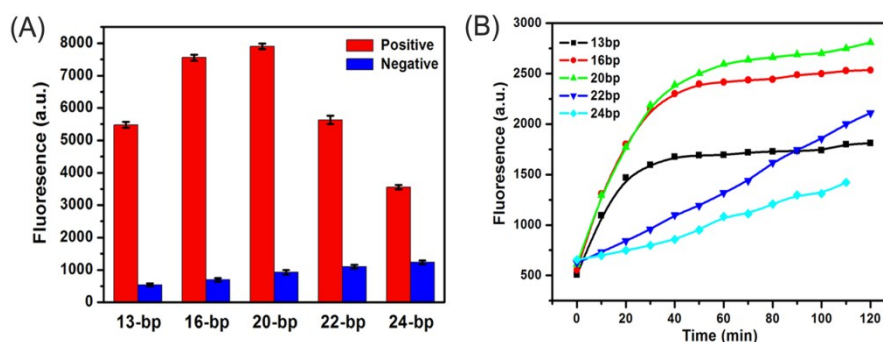 (A)
Fluoresence (a.u.)
8000
7000
6000
5000
4000
3000
2000
1000
0
Positive
Negative
13-bp 16-bp 20-bp 22-bp 24-bp
(B)
Fluoresence (a.u.)
3000
2500
2000
1500
1000
500
13bp
16bp
20bp
22bp
24bp
0 20 40 60 80 100 120
Time (min)